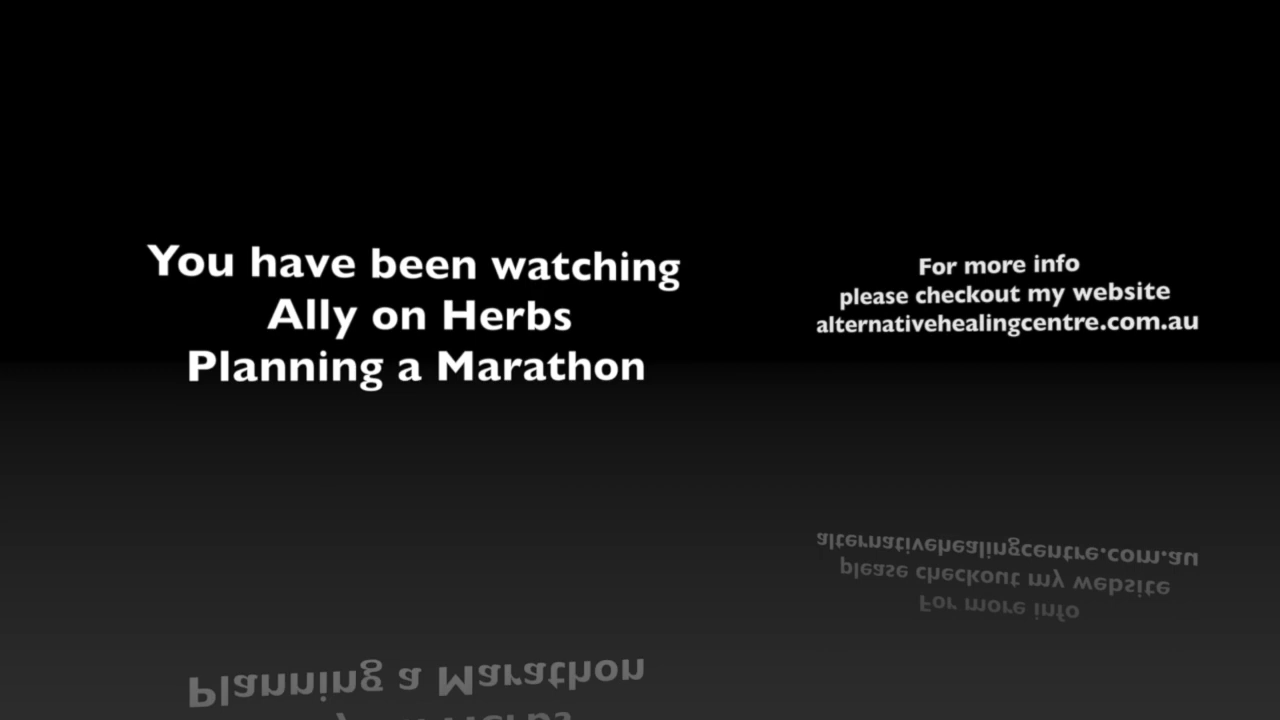 You have been watching
Ally on Herbs
Planning a Marathon
For more info
please checkout my website
alternativehealingcentre.com.au